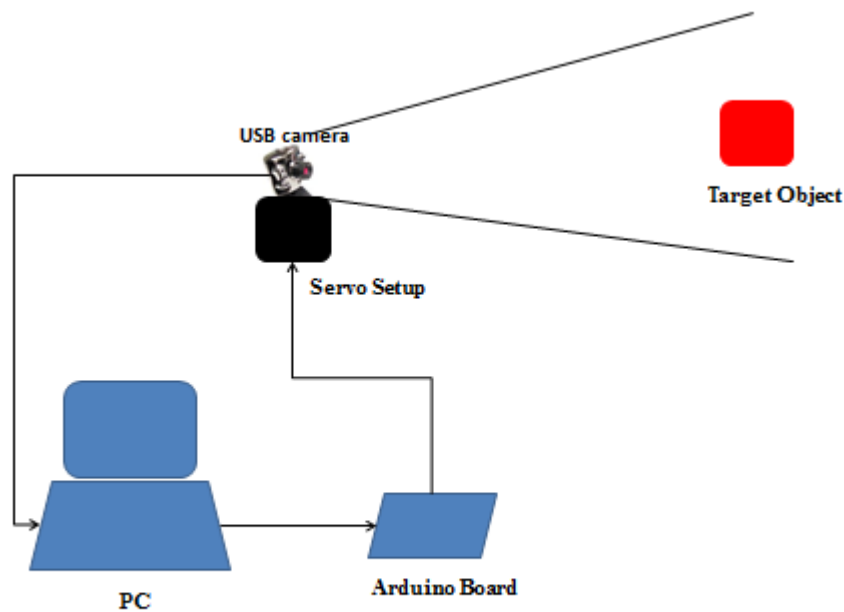 USB camera
Target Object
Servo Setup
Arduino Board
PC